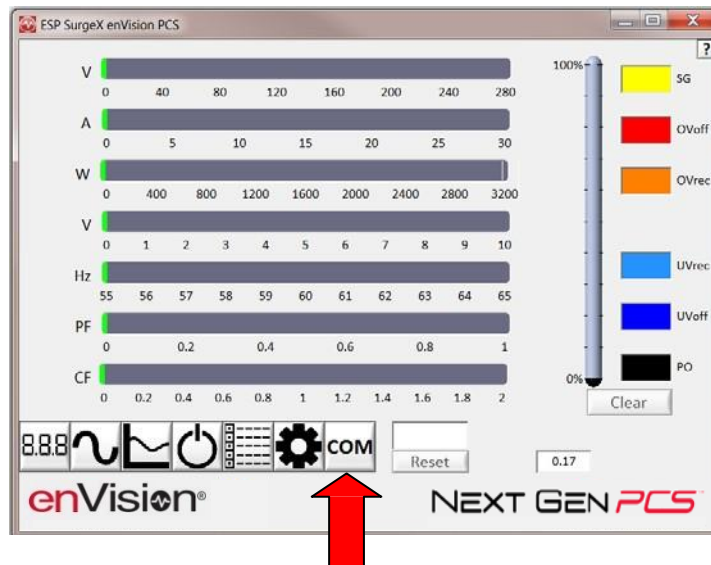 ESP SurgeX enVision PCS
?
V
0 40 80 120 160 200 240 280
A
0 5 10 15 20 25 30
W
0 400 800 1200 1600 2000 2400 2800 3200
V
0 1 2 3 4 5 6 7 8 9 10
Hz
55 56 57 58 59 60 61 62 63 64 65
PF
0 0.2 0.4 0.6 0.8 1
CF
0 0.2 0.4 0.6 0.8 1 1.2 1.4 1.6 1.8 2
100%
0%
SG
OVoff
OVrec
UVrec
UVoff
PO
Clear
8.8.8
COM
Reset
0.17
enVision®
NEXT GEN PCS